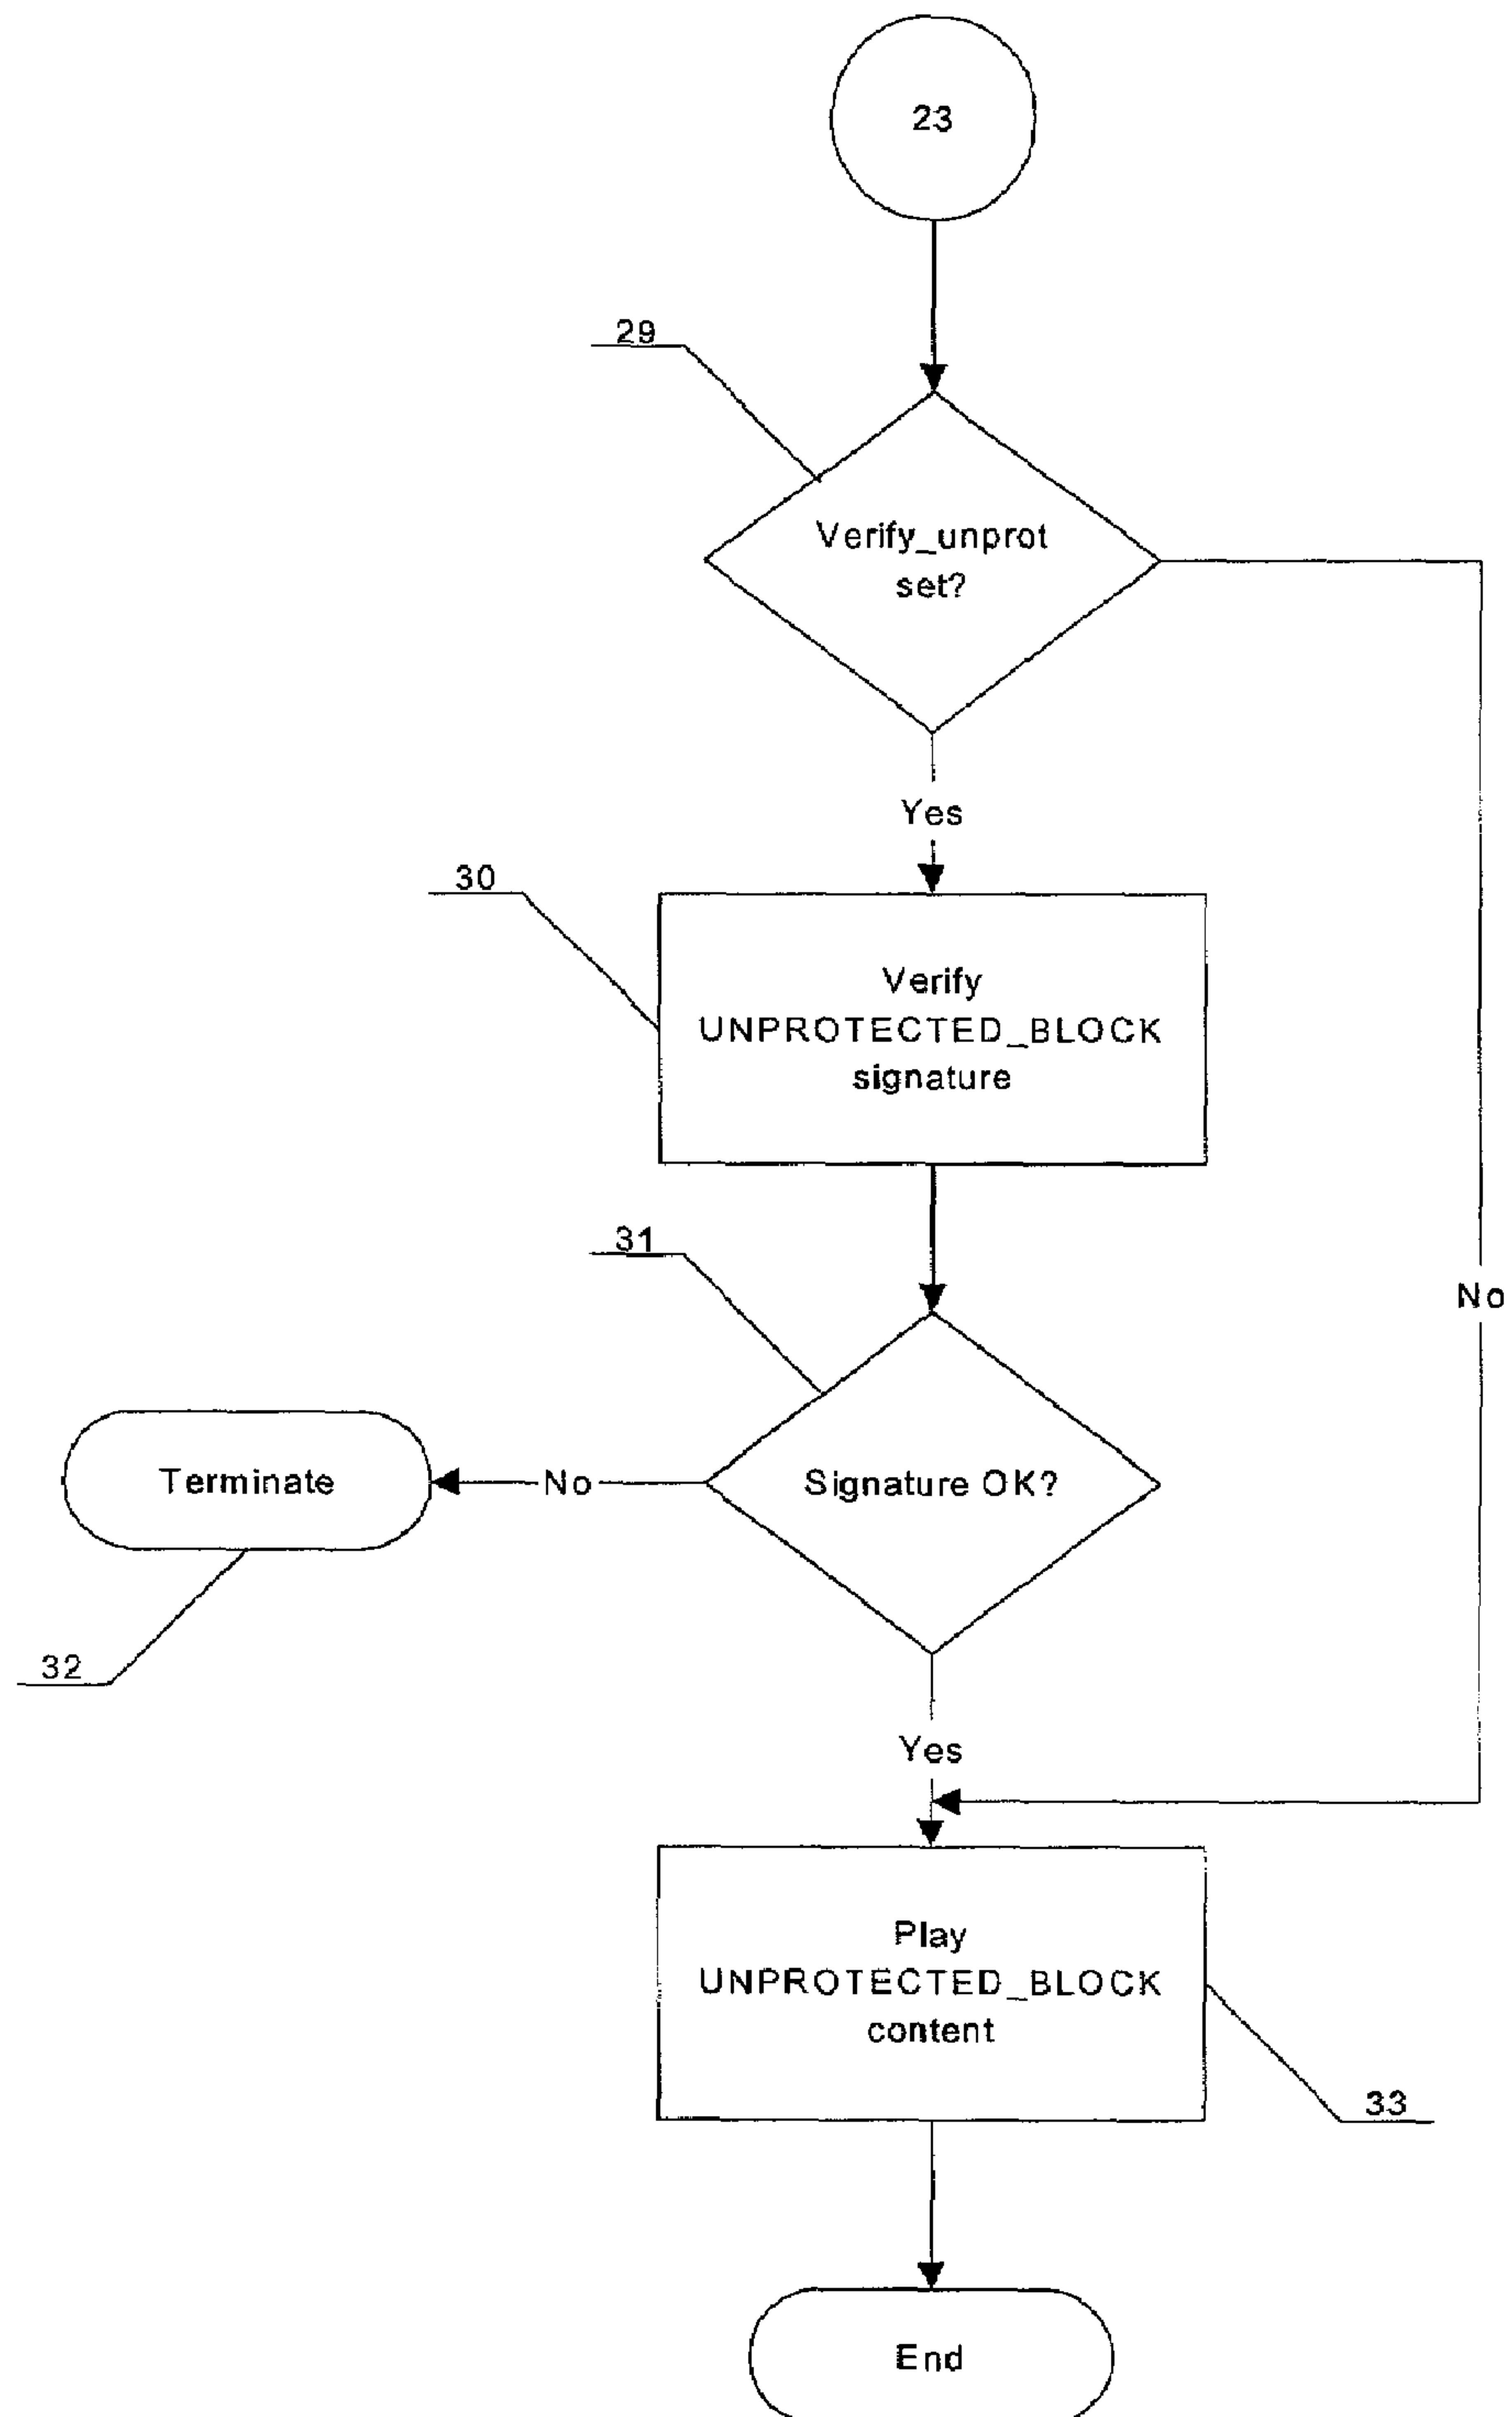 23
29
Verify_unprot
set?
Yes
30
Verify
UNPROTECTED_BLOCK
signature
31
No
Signature OK?
Terminate
No
32
Yes
Play
UNPROTECTED_BLOCK
content
33
End